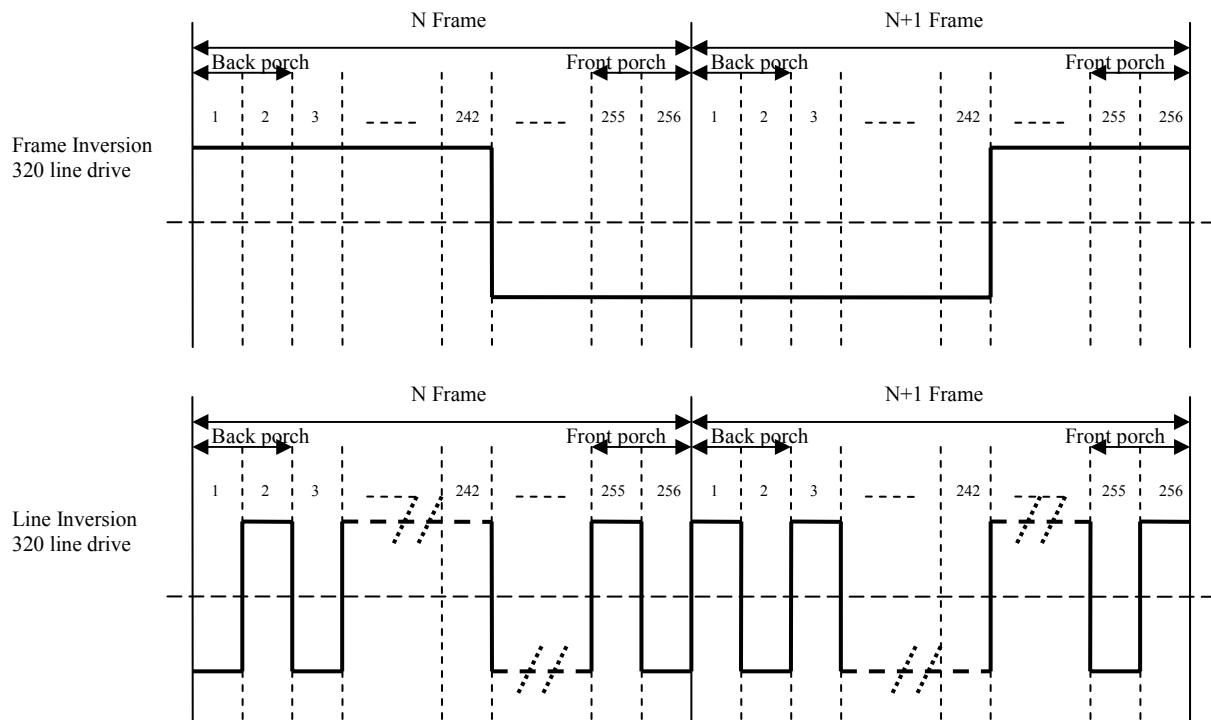 N Frame N+1 Frame
Back porch Front porch Back porch Front porch
1 2 3 ----- 242 ----- 255 256 1 2 3 ----- 242 ----- 255 256
Frame Inversion
320 line drive
N Frame N+1 Frame
Back porch Front porch Back porch Front porch
1 2 3 ----- 242 ----- 255 256 1 2 3 ----- 242 ----- 255 256
Line Inversion
320 line drive